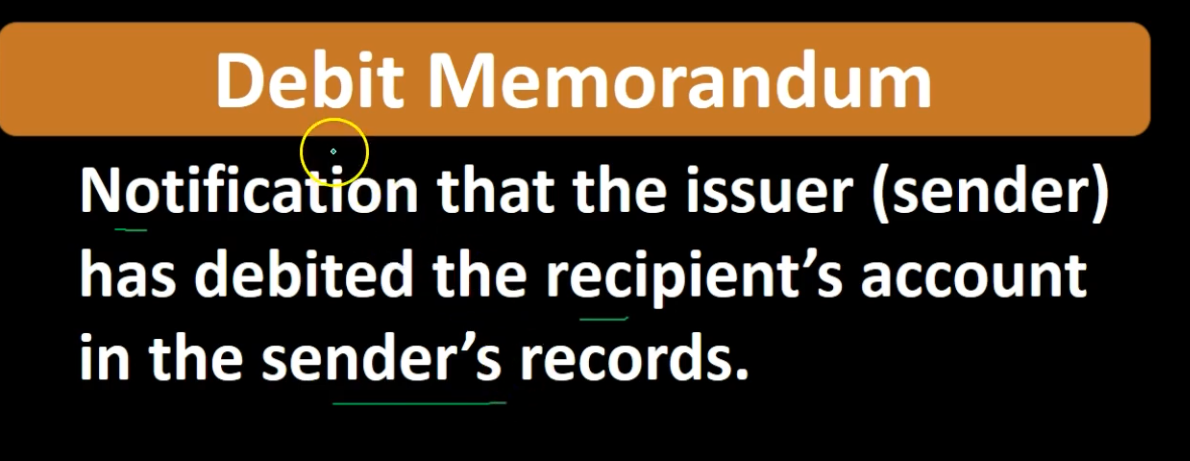 Debit Memorandum
Notification that the issuer (sender)
has debited the recipient’s account
in the sender’s records.